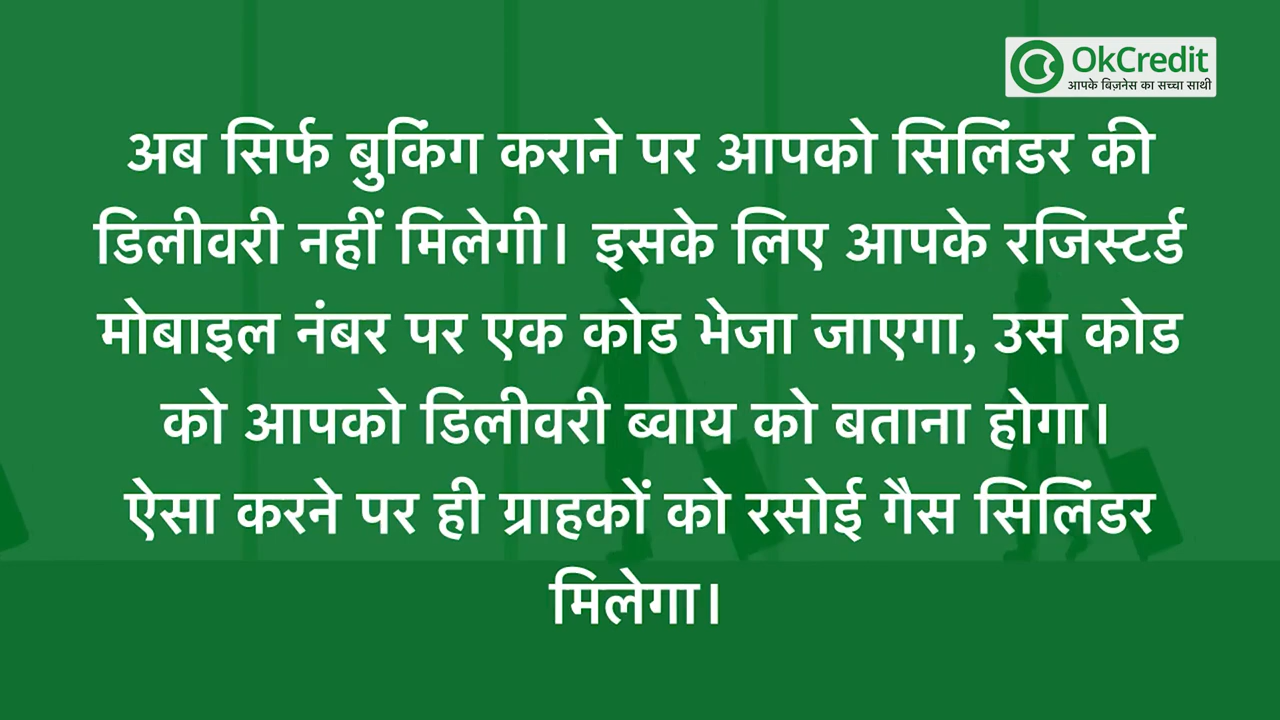 OkCredit
आपके बिज़नेस का सच्चा साथी
अब सिर्फ बुकिंग कराने पर आपको सिलिंडर की
डिलीवरी नहीं मिलेगी। इसके लिए आपके रजिस्टर्ड
मोबाइल नंबर पर एक कोड भेजा जाएगा, उस कोड
को आपको डिलीवरी ब्वाय को बताना होगा।
ऐसा करने पर ही ग्राहकों को रसोई गैस सिलिंडर
मिलेगा।